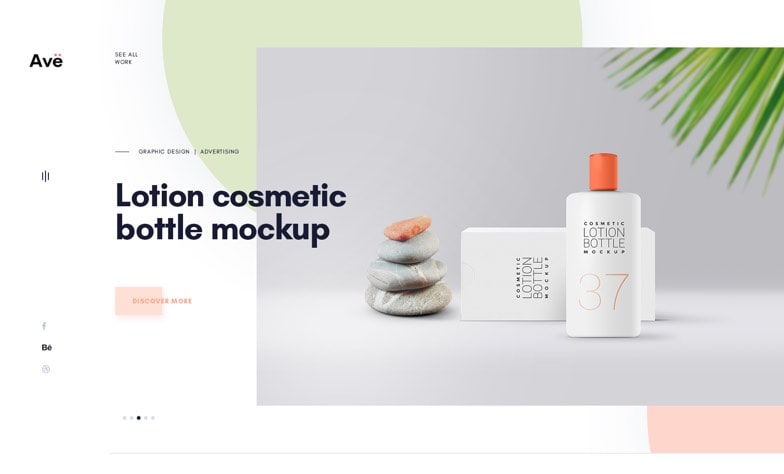 Avë
SEE ALL
WORK
GRAPHIC DESIGN | ADVERTISING
Lotion cosmetic
bottle mockup
DISCOVER MORE
COSMETIC
LOTION
BOTTLE
MOCKUP
COSMETIC
LOTION
BOTTLE
MOCKUP
37
f
Bē